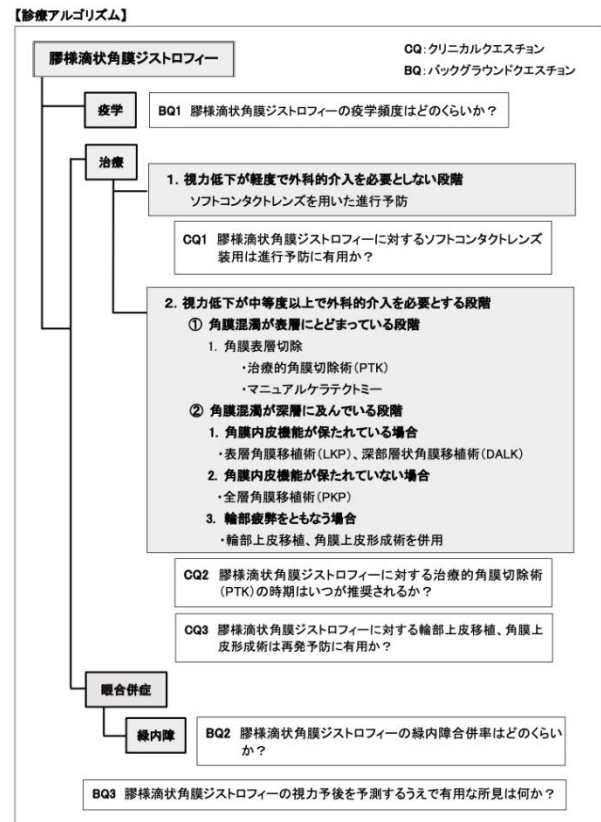 【診療アルゴリズム】
膠様滴状角膜ジストロフィー
CQ：クリニカルクエスチョン
BQ：バックグラウンドクエスチョン
疫学
BQ1 膠様滴状角膜ジストロフィーの疫学頻度はどのくらいか？
治療
1．視力低下が軽度で外科的介入を必要としない段階
ソフトコンタクトレンズを用いた進行予防
CQ1 膠様滴状角膜ジストロフィーに対するソフトコンタクトレンズ
装用は進行予防に有用か？
2．視力低下が中等度以上で外科的介入を必要とする段階
① 角膜混濁が表層にとどまっている段階
1. 角膜表層切除
・治療的角膜切除術(PTK)
・マニュアルケラテクトミー
② 角膜混濁が深層に及んでいる段階
1. 角膜内皮機能が保たれている場合
・表層角膜移植術(LKP)、深部層状角膜移植術(DALK)
2. 角膜内皮機能が保たれていない場合
・全層角膜移植術(PKP)
3. 輪部疲弊をともなう場合
・輪部上皮移植、角膜上皮形成術を併用
CQ2 膠様滴状角膜ジストロフィーに対する治療的角膜切除術
(PTK)の時期はいつが推奨されるか？
CQ3 膠様滴状角膜ジストロフィーに対する輪部上皮移植、角膜上
皮形成術は再発予防に有用か？
眼合併症
緑内障
BQ2 膠様滴状角膜ジストロフィーの緑内障合併率はどのくらい
か？
BQ3 膠様滴状角膜ジストロフィーの視力予後を予測するうえで有用な所見は何か？